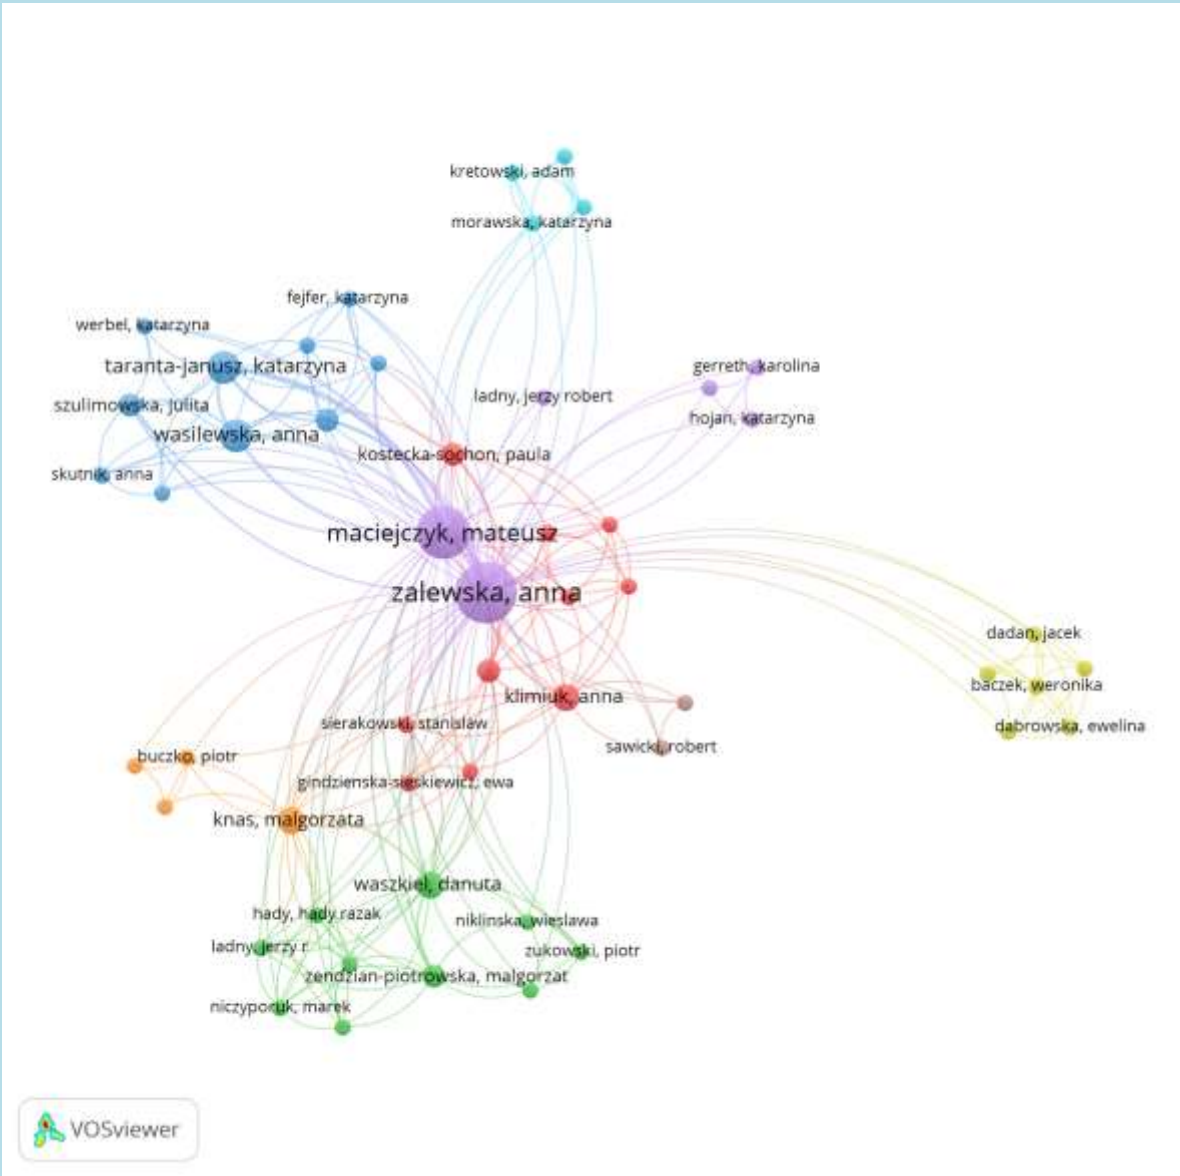 kretowski, adam
morawska, katarzyna
fejfer, katarzyna
werbel, katarzyna
taranta-janusz, katarzyna
gerreth, karolina
ladny, jerzy robert
szulimowska, julita
hojan, katarzyna
wasilewska, anna
kostecka-sochon, paula
skutnik, anna
maciejczyk, mateusz
zalewska, anna
dadan, jacek
baczek, weronika
klimiuk, anna
sierakowski, stanislaw
dabrowska, ewelina
sawicki, robert
buczko, piotr
gindzienska-sieskiewicz, ewa
knas, malgorzata
waszkiel, danuta
hady, hady razak
niklinska, wieslawa
ladny, jerzy r.
zukowski, piotr
zendzian-piotrowska, malgorzat
niczyporuk, marek
VOSviewer